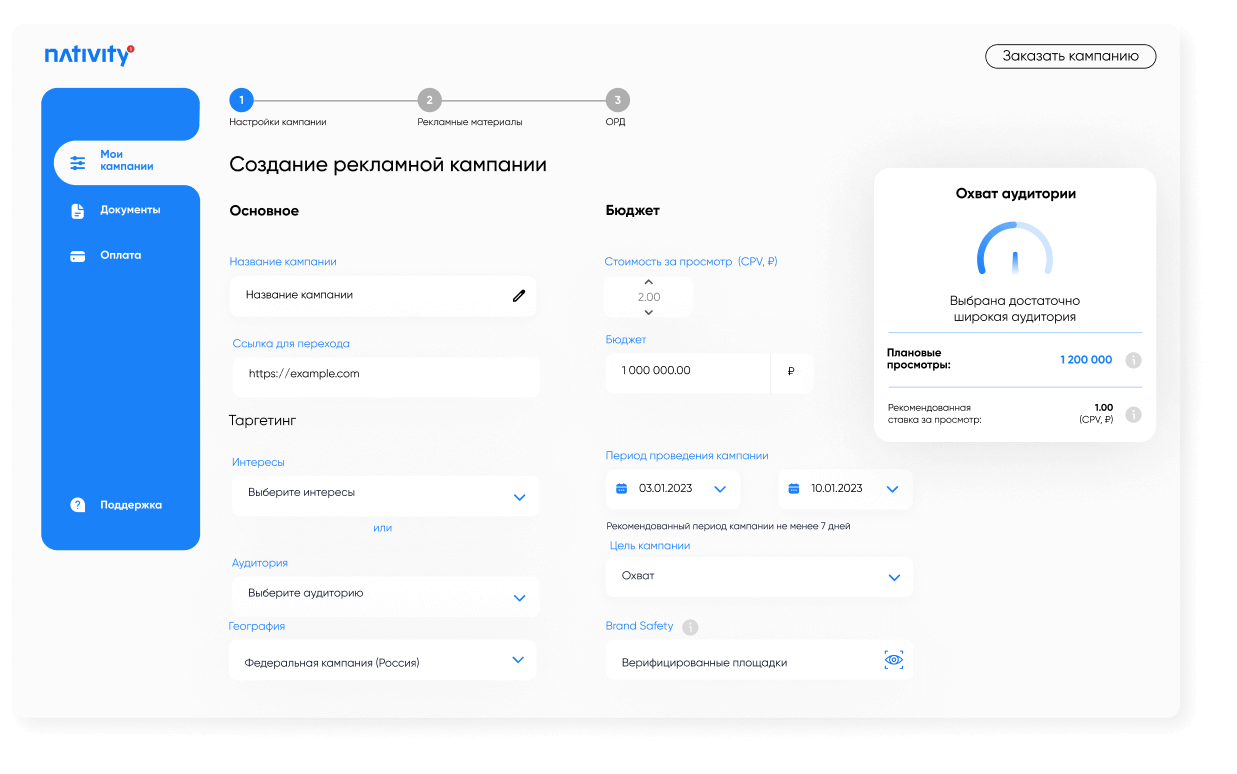 nativity
Заказать кампанию
1
2
3
Настройки кампании
Рекламные материалы
ОРД
Мои
кампании
Документы
Оплата
Поддержка
Создание рекламной кампании
Основное
Название кампании
Название кампании
Ссылка для перехода
https://example.com
Таргетинг
Интересы
Выберите интересы
или
Аудитория
Выберите аудиторию
География
Федеральная кампания (Россия)
Бюджет
Стоимость за просмотр (CPV, ₽)
2.00
Бюджет
1 000 000.00 ₽
Период проведения кампании
03.01.2023
10.01.2023
Рекомендованный период кампании не менее 7 дней
Цель кампании
Охват
Brand Safety
Верифицированные площадки
Охват аудитории
Выбрана достаточно
широкая аудитория
Плановые
просмотры:
1 200 000
Рекомендованная
ставка за просмотр:
1.00
(CPV, ₽)